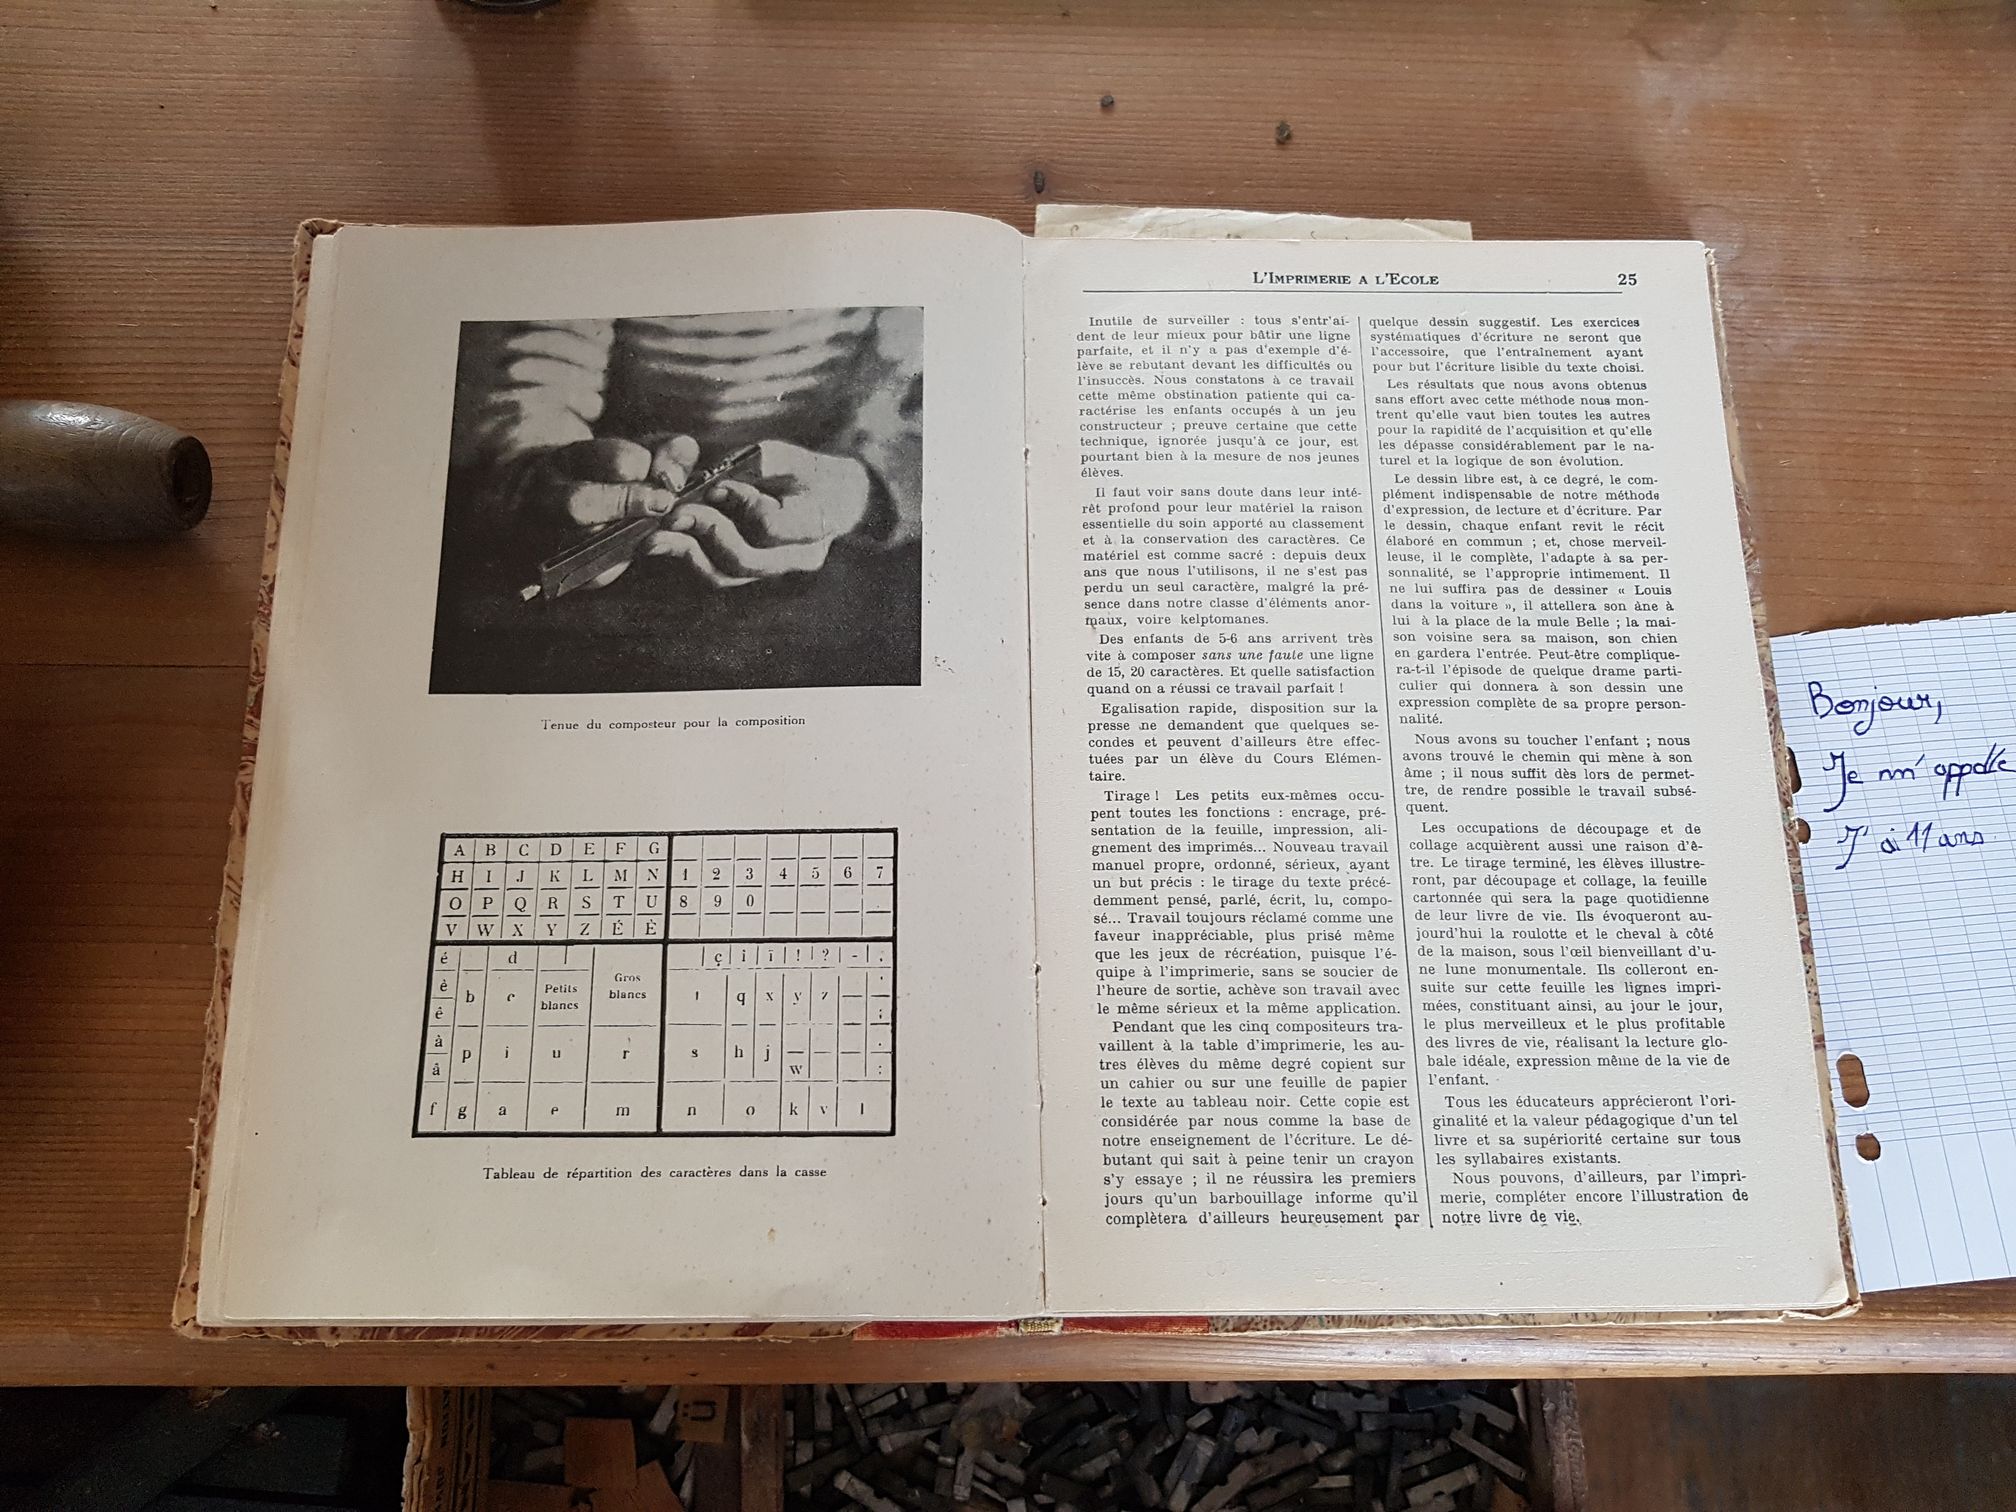 Tenue du composteur pour la composition
A B C D E F G
H I J K L M N 1 2 3 4 5 6 7
O P Q R S T U 8 9 0
V W X Y Z É È
é d ç i ï ! ? - ,
è b c Petits blancs Gros blancs t q x y z '
ê ;
à p i u r s h j .
â w :
f g a e m n o k v l
Tableau de répartition des caractères dans la casse
L'IMPRIMERIE A L'ECOLE 25
Inutile de surveiller : tous s'entr'ai-
dent de leur mieux pour bâtir une ligne
parfaite, et il n'y a pas d'exemple d'é-
lève se rebutant devant les difficultés ou
l'insuccès. Nous constatons à ce travail
cette même obstination patiente qui ca-
ractérise les enfants occupés à un jeu
constructeur ; preuve certaine que cette
technique, ignorée jusqu'à ce jour, est
pourtant bien à la mesure de nos jeunes
élèves.
Il faut voir sans doute dans leur inté-
rêt profond pour leur matériel la raison
essentielle du soin apporté au classement
et à la conservation des caractères. Ce
matériel est comme sacré : depuis deux
ans que nous l'utilisons, il ne s'est pas
perdu un seul caractère, malgré la pré-
sence dans notre classe d'éléments anor-
maux, voire kelptomanes.
Des enfants de 5-6 ans arrivent très
vite à composer sans une faute une ligne
de 15, 20 caractères. Et quelle satisfaction
quand on a réussi ce travail parfait !
Egalisation rapide, disposition sur la
presse ne demandent que quelques se-
condes et peuvent d'ailleurs être effec-
tuées par un élève du Cours Elémen-
taire.
Tirage ! Les petits eux-mêmes occu-
pent toutes les fonctions : encrage, pré-
sentation de la feuille, impression, ali-
gnement des imprimés... Nouveau travail
manuel propre, ordonné, sérieux, ayant
un but précis : le tirage du texte précé-
demment pensé, parlé, écrit, lu, compo-
sé... Travail toujours réclamé comme une
faveur inappréciable, plus prisé même
que les jeux de récréation, puisque l'é-
quipe à l'imprimerie, sans se soucier de
l'heure de sortie, achève son travail avec
le même sérieux et la même application.
Pendant que les cinq compositeurs tra-
vaillent à la table d'imprimerie, les au-
tres élèves du même degré copient sur
un cahier ou sur une feuille de papier
le texte au tableau noir. Cette copie est
considérée par nous comme la base de
notre enseignement de l'écriture. Le dé-
butant qui sait à peine tenir un crayon
s'y essaye ; il ne réussira les premiers
jours qu'un barbouillage informe qu'il
complètera d'ailleurs heureusement par
quelque dessin suggestif. Les exercices
systématiques d'écriture ne seront que
l'accessoire, que l'entraînement ayant
pour but l'écriture lisible du texte choisi.
Les résultats que nous avons obtenus
sans effort avec cette méthode nous mon-
trent qu'elle vaut bien toutes les autres
pour la rapidité de l'acquisition et qu'elle
les dépasse considérablement par le na-
turel et la logique de son évolution.
Le dessin libre est, à ce degré, le com-
plément indispensable de notre méthode
d'expression, de lecture et d'écriture. Par
le dessin, chaque enfant revit le récit
élaboré en commun ; et, chose merveil-
leuse, il le complète, l'adapte à sa per-
sonnalité, se l'approprie intimement. Il
ne lui suffira pas de dessiner « Louis
dans la voiture », il attellera son âne à
lui à la place de la mule Belle ; la mai-
son voisine sera sa maison, son chien
en gardera l'entrée. Peut-être complique-
ra-t-il l'épisode de quelque drame parti-
culier qui donnera à son dessin une
expression complète de sa propre person-
nalité.
Nous avons su toucher l'enfant ; nous
avons trouvé le chemin qui mène à son
âme ; il nous suffit dès lors de permet-
tre, de rendre possible le travail subsé-
quent.
Les occupations de découpage et de
collage acquièrent aussi une raison d'ê-
tre. Le tirage terminé, les élèves illustre-
ront, par découpage et collage, la feuille
cartonnée qui sera la page quotidienne
de leur livre de vie. Ils évoqueront au-
jourd'hui la roulotte et le cheval à côté
de la maison, sous l'œil bienveillant d'u-
ne lune monumentale. Ils colleront en-
suite sur cette feuille les lignes impri-
mées, constituant ainsi, au jour le jour,
le plus merveilleux et le plus profitable
des livres de vie, réalisant la lecture glo-
bale idéale, expression même de la vie de
l'enfant.
Tous les éducateurs apprécieront l'ori-
ginalité et la valeur pédagogique d'un tel
livre et sa supériorité certaine sur tous
les syllabaires existants.
Nous pouvons, d'ailleurs, par l'impri-
merie, compléter encore l'illustration de
notre livre de vie.
Bonjour,
Je m'appelle
J'ai 11 ans